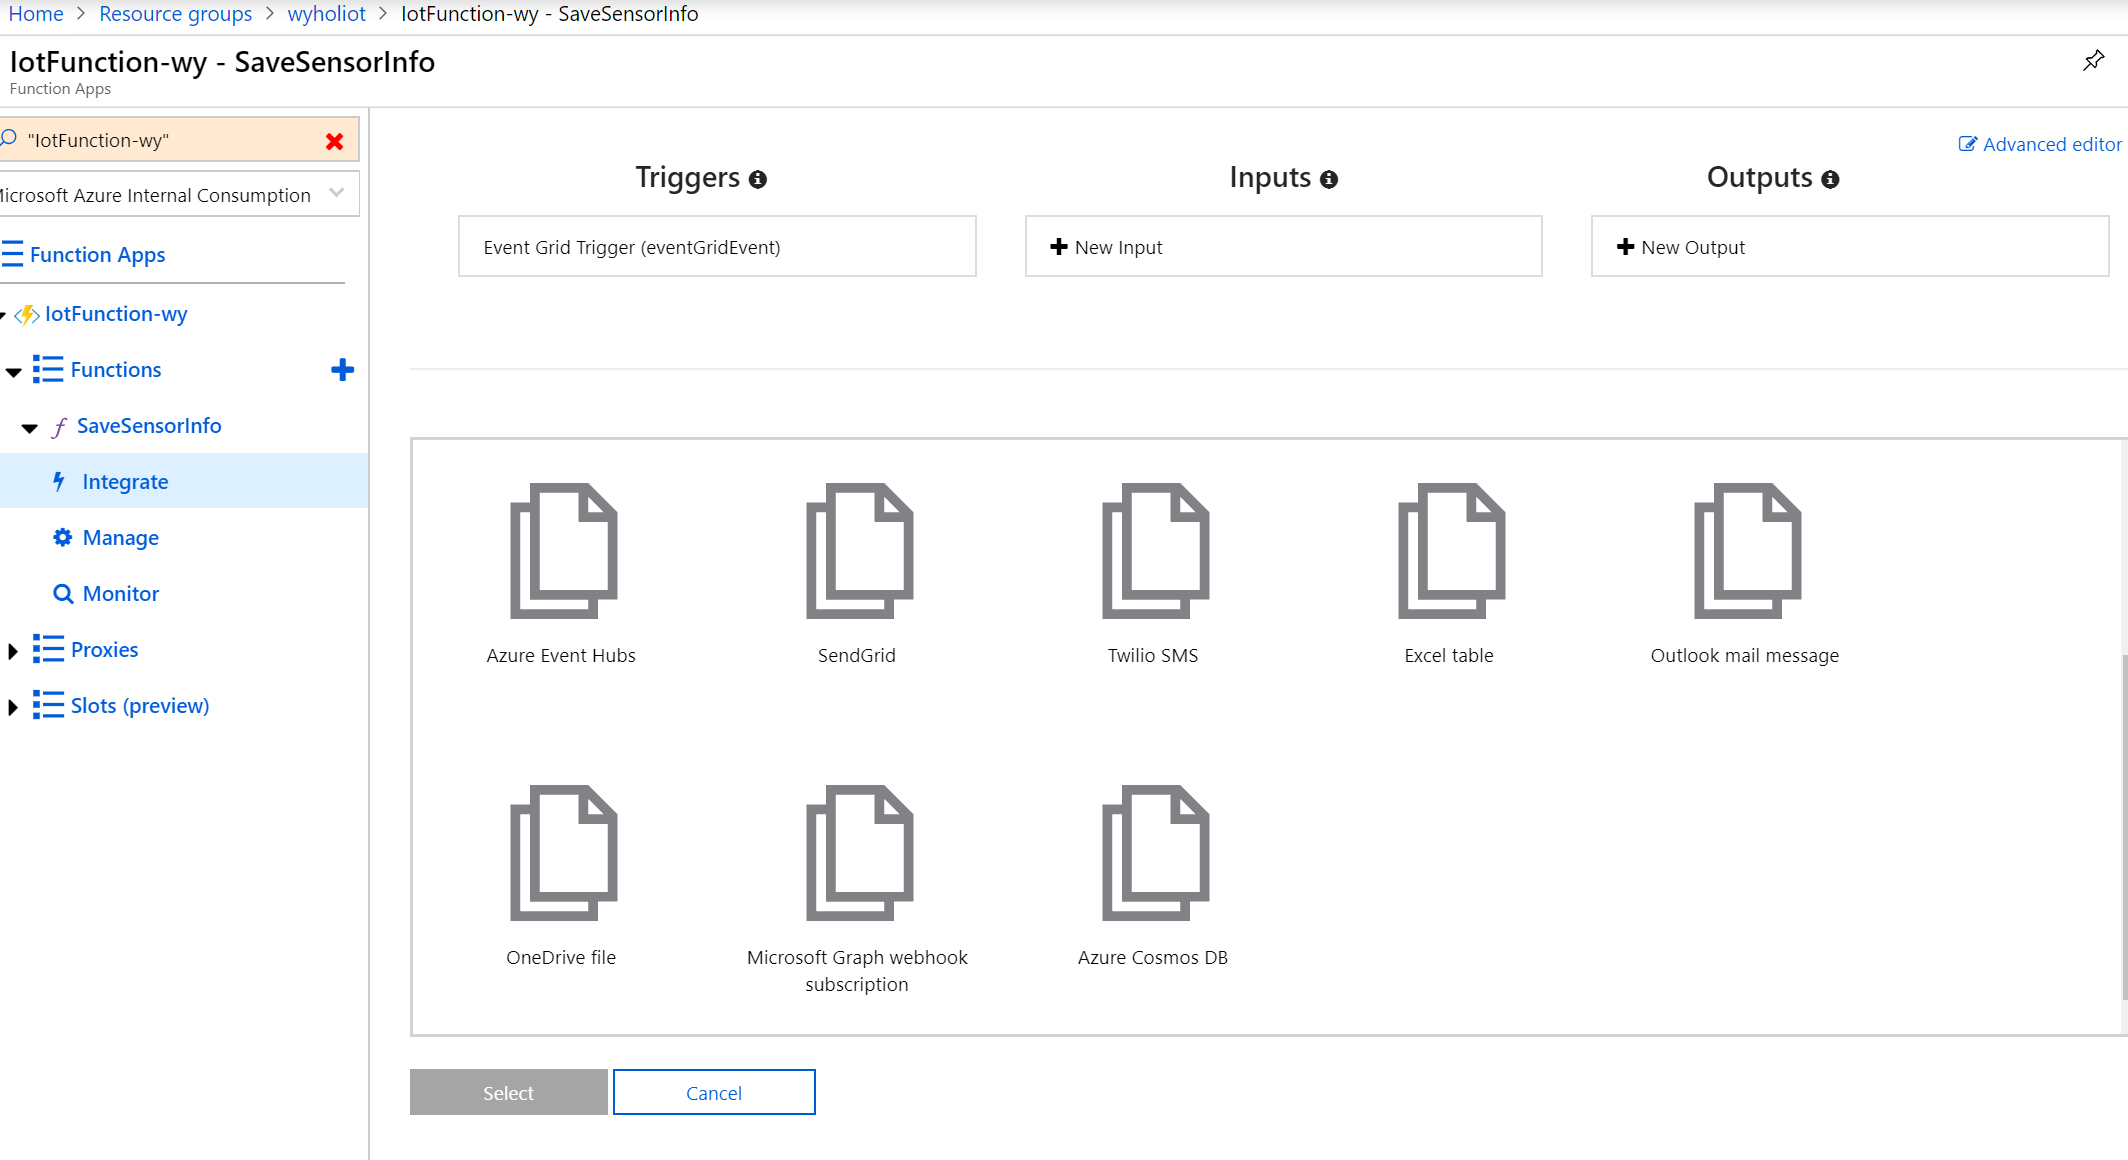 Home > Resource groups > wyholiot > IotFunction-wy - SaveSensorInfo
IotFunction-wy - SaveSensorInfo
Function Apps
"IotFunction-wy"
Microsoft Azure Internal Consumption
Function Apps
IotFunction-wy
Functions
SaveSensorInfo
Integrate
Manage
Monitor
Proxies
Slots (preview)
Advanced editor
Triggers
Inputs
Outputs
Event Grid Trigger (eventGridEvent)
New Input
New Output
Azure Event Hubs
SendGrid
Twilio SMS
Excel table
Outlook mail message
OneDrive file
Microsoft Graph webhook
subscription
Azure Cosmos DB
Select
Cancel